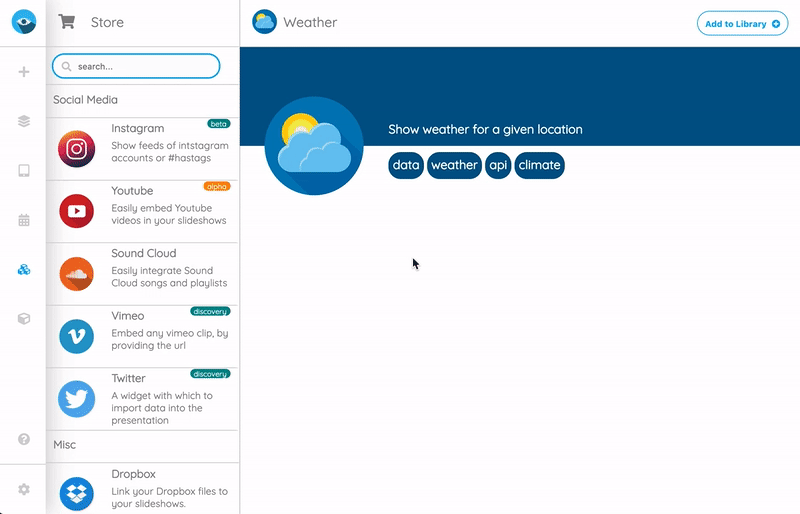 Store
Weather
Add to Library
search...
Social Media
Instagram
beta
Show feeds of intstagram
accounts or #hastags
Youtube
alpha
Easily embed Youtube
videos in your slideshows
Sound Cloud
Easily integrate Sound
Cloud songs and playlists
Vimeo
discovery
Embed any vimeo clip, by
providing the url
Twitter
discovery
A widget with which to
import data into the
presentation
Misc
Dropbox
Link your Dropbox files to
your slideshows.
Show weather for a given location
data weather api climate